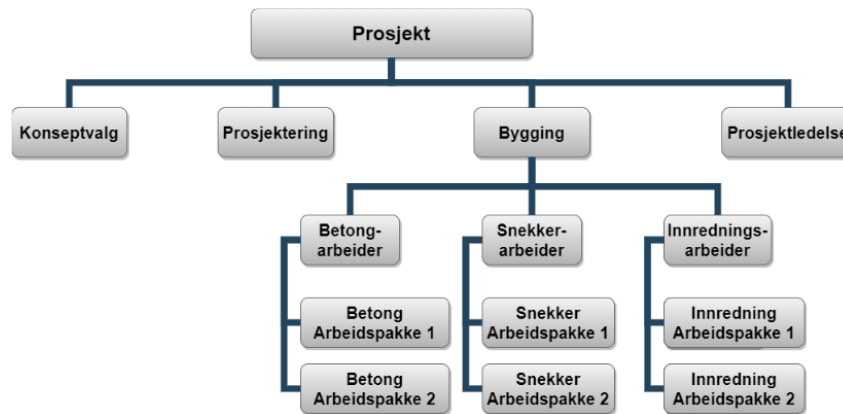 Prosjekt
Konseptvalg
Prosjektering
Bygging
Prosjektledelse
Betong-
arbeider
Snekker-
arbeider
Innrednings-
arbeider
Betong
Arbeidspakke 1
Snekker
Arbeidspakke 1
Innredning
Arbeidspakke 1
Betong
Arbeidspakke 2
Snekker
Arbeidspakke 2
Innredning
Arbeidspakke 2